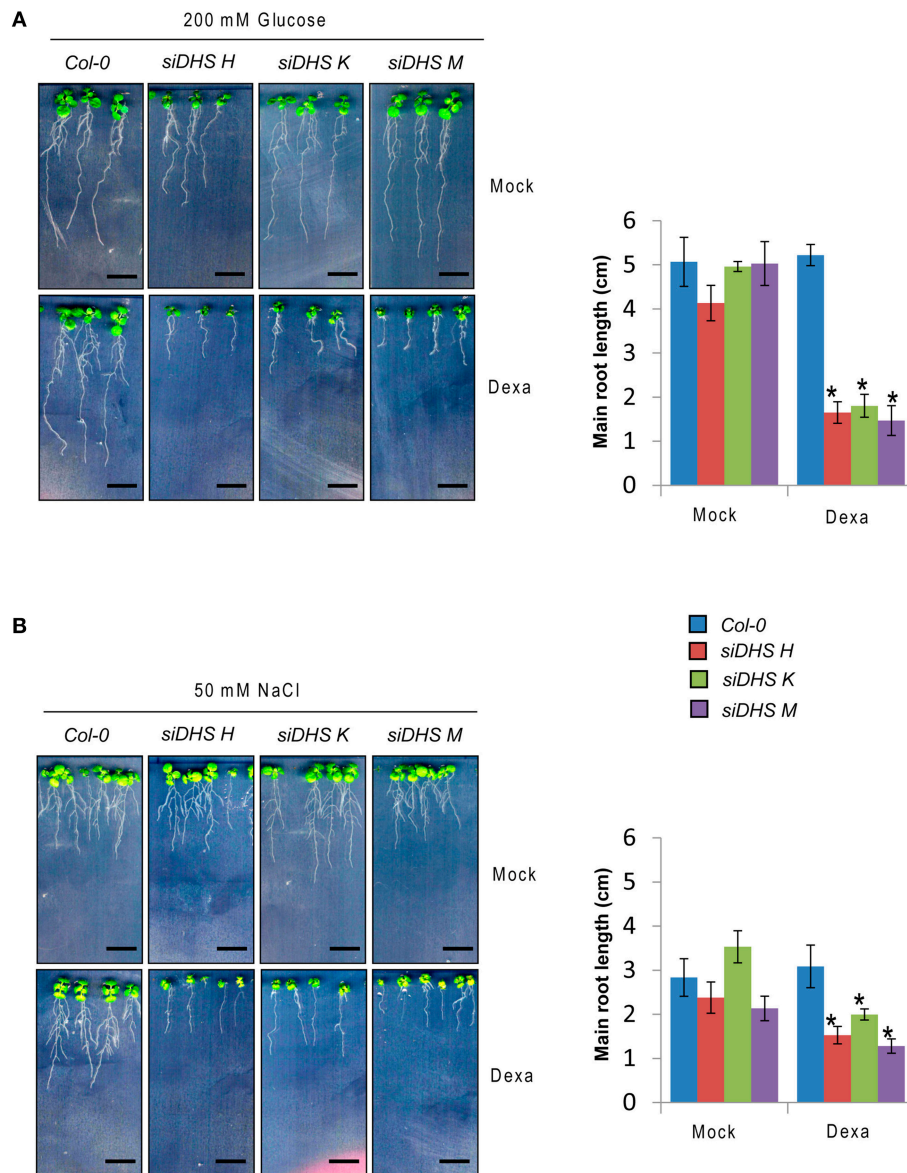 A
200 mM Glucose
Col-0 siDHS H siDHS K siDHS M
Mock
Dexa
Main root length (cm)
6
5
4
3
2
1
0
* * *
Mock Dexa
Col-0
siDHS H
siDHS K
siDHS M
B
50 mM NaCl
Col-0 siDHS H siDHS K siDHS M
Mock
Dexa
Main root length (cm)
6
5
4
3
2
1
0
* * *
Mock Dexa